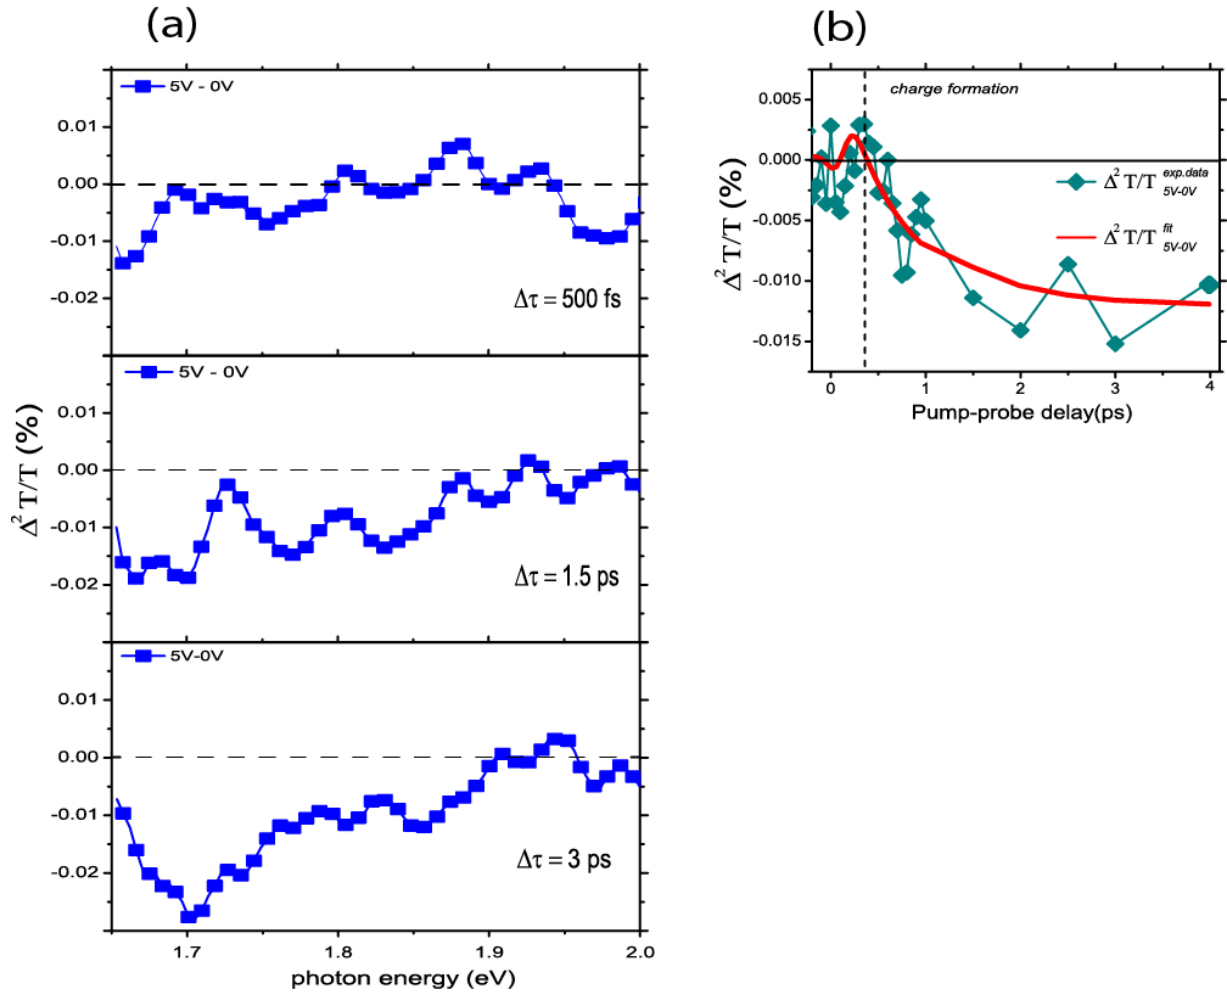 (a)
5V - 0V
0.01
0.00
-0.01
-0.02
Δτ = 500 fs
5V - 0V
0.01
0.00
-0.01
-0.02
Δτ = 1.5 ps
5V-0V
0.01
0.00
-0.01
-0.02
Δτ = 3 ps
1.7 1.8 1.9 2.0
photon energy (eV)
Δ² T/T (%)
(b)
charge formation
0.005
0.000
-0.005
-0.010
-0.015
Δ² T/T exp.data 5V-0V
Δ² T/T fit 5V-0V
0 1 2 3 4
Pump-probe delay(ps)
Δ² T/T (%)